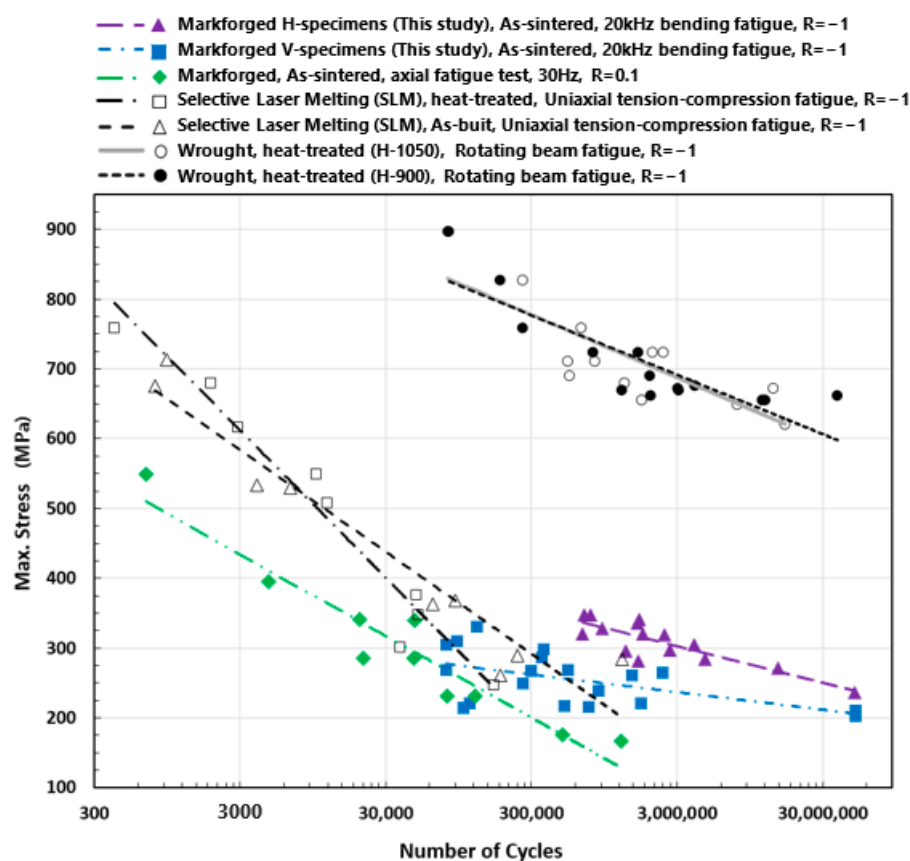 Markforged H-specimens (This study), As-sintered, 20kHz bending fatigue, R=−1
Markforged V-specimens (This study), As-sintered, 20kHz bending fatigue, R=−1
Markforged, As-sintered, axial fatigue test, 30Hz, R=0.1
Selective Laser Melting (SLM), heat-treated, Uniaxial tension-compression fatigue, R=−1
Selective Laser Melting (SLM), As-buit, Uniaxial tension-compression fatigue, R=−1
Wrought, heat-treated (H-1050), Rotating beam fatigue, R=−1
Wrought, heat-treated (H-900), Rotating beam fatigue, R=−1
Max. Stress (MPa)
900
800
700
600
500
400
300
200
100
300 3000 30,000 300,000 3,000,000 30,000,000
Number of Cycles